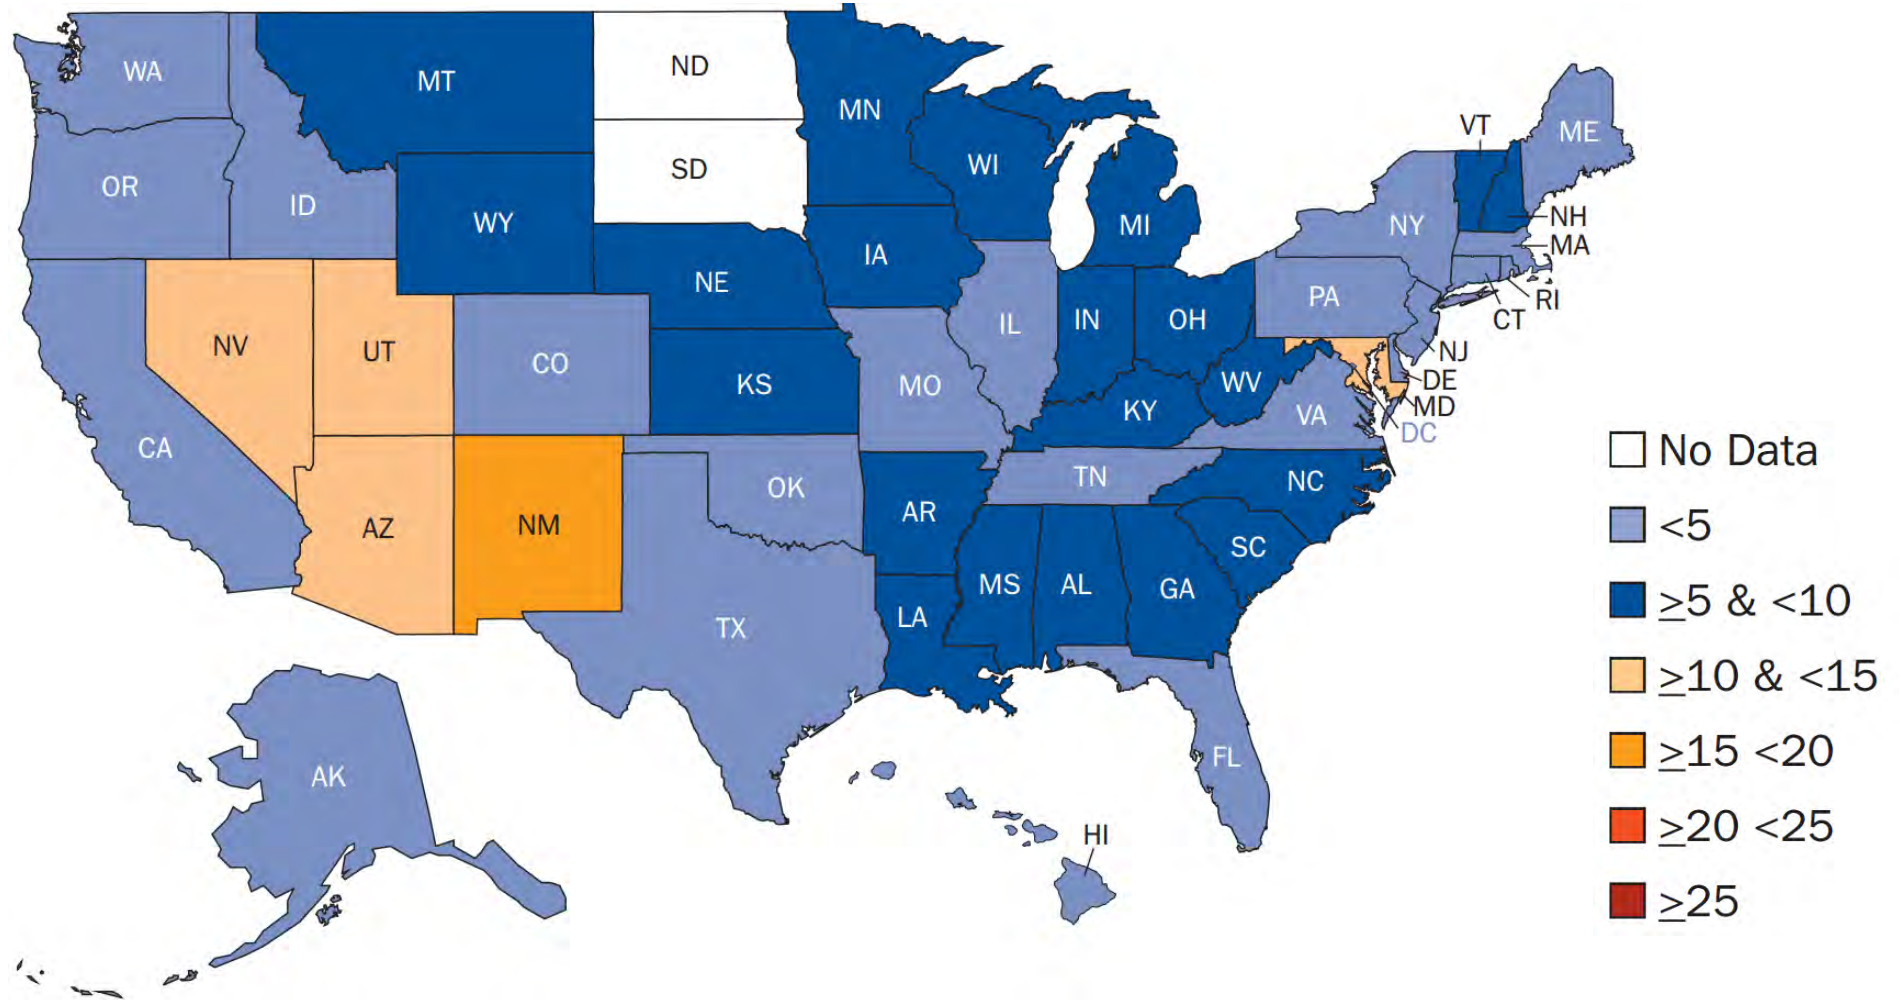 WA
MT
ND
MN
VT
ME
OR
ID
WY
SD
WI
MI
NY
NH
MA
NE
IA
PA
RI
CT
NV
UT
CO
KS
MO
IL
IN
OH
WV
KY
VA
NJ
DE
MD
DC
CA
AZ
NM
OK
AR
TN
NC
SC
TX
LA
MS
AL
GA
FL
AK
HI
No Data
<5
≥5 & <10
≥10 & <15
≥15 <20
≥20 <25
≥25